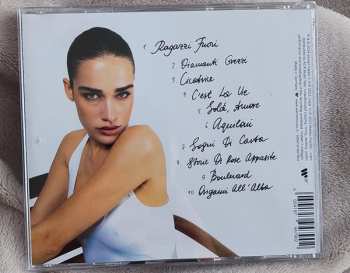 1 Ragazzi Fuori
2 Diamanti Grezzi
3 Cicatrice
4 C'est La Vie
5 Soldi, Amore
6 Aquiloni
7 Sogni Di Carta
8 Storie Di Rose Appassite
9 Boulevard
10 Origami All'Alba